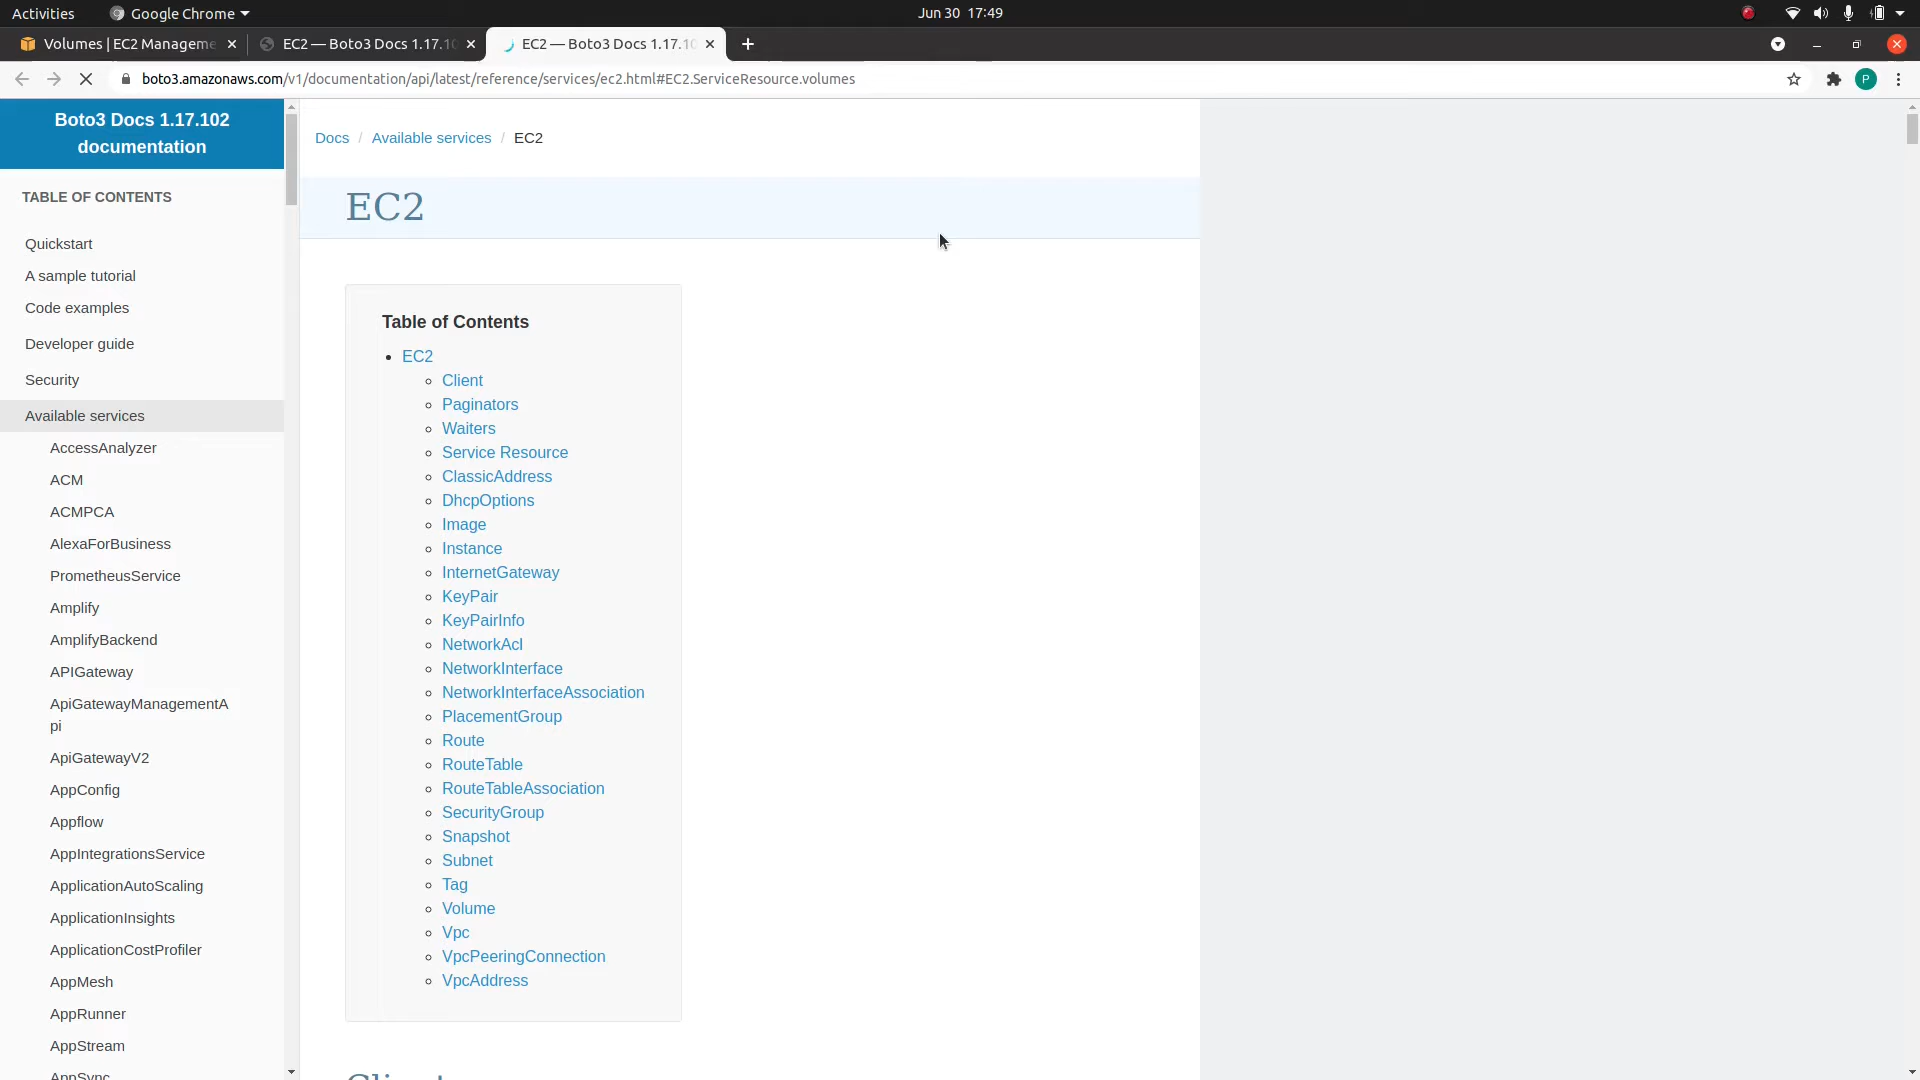 Activities
Google Chrome
Jun 30 17:49
Volumes | EC2 Manageme
EC2 — Boto3 Docs 1.17.10
EC2 — Boto3 Docs 1.17.10
boto3.amazonaws.com/v1/documentation/api/latest/reference/services/ec2.html#EC2.ServiceResource.volumes
P
Boto3 Docs 1.17.102
documentation
TABLE OF CONTENTS
Quickstart
A sample tutorial
Code examples
Developer guide
Security
Available services
AccessAnalyzer
ACM
ACMPCA
AlexaForBusiness
PrometheusService
Amplify
AmplifyBackend
APIGateway
ApiGatewayManagementA
pi
ApiGatewayV2
AppConfig
Appflow
AppIntegrationsService
ApplicationAutoScaling
ApplicationInsights
ApplicationCostProfiler
AppMesh
AppRunner
AppStream
AppSync
Docs / Available services / EC2
EC2
Table of Contents
EC2
Client
Paginators
Waiters
Service Resource
ClassicAddress
DhcpOptions
Image
Instance
InternetGateway
KeyPair
KeyPairInfo
NetworkAcl
NetworkInterface
NetworkInterfaceAssociation
PlacementGroup
Route
RouteTable
RouteTableAssociation
SecurityGroup
Snapshot
Subnet
Tag
Volume
Vpc
VpcPeeringConnection
VpcAddress
Client